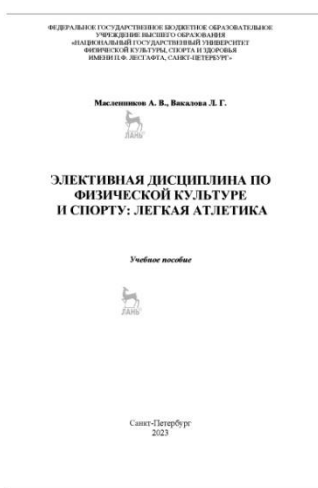 ФЕДЕРАЛЬНОЕ ГОСУДАРСТВЕННОЕ БЮДЖЕТНОЕ ОБРАЗОВАТЕЛЬНОЕ
УЧРЕЖДЕНИЕ ВЫСШЕГО ОБРАЗОВАНИЯ
«НАЦИОНАЛЬНЫЙ ГОСУДАРСТВЕННЫЙ УНИВЕРСИТЕТ
ФИЗИЧЕСКОЙ КУЛЬТУРЫ, СПОРТА И ЗДОРОВЬЯ
ИМЕНИ П.Ф. ЛЕСГАФТА, САНКТ-ПЕТЕРБУРГ»
Масленников А. В., Вакалова Л. Г.
ЛАНЬ
ЭЛЕКТИВНАЯ ДИСЦИПЛИНА ПО
ФИЗИЧЕСКОЙ КУЛЬТУРЕ
И СПОРТУ: ЛЕГКАЯ АТЛЕТИКА
Учебное пособие
ЛАНЬ
Санкт-Петербург
2023